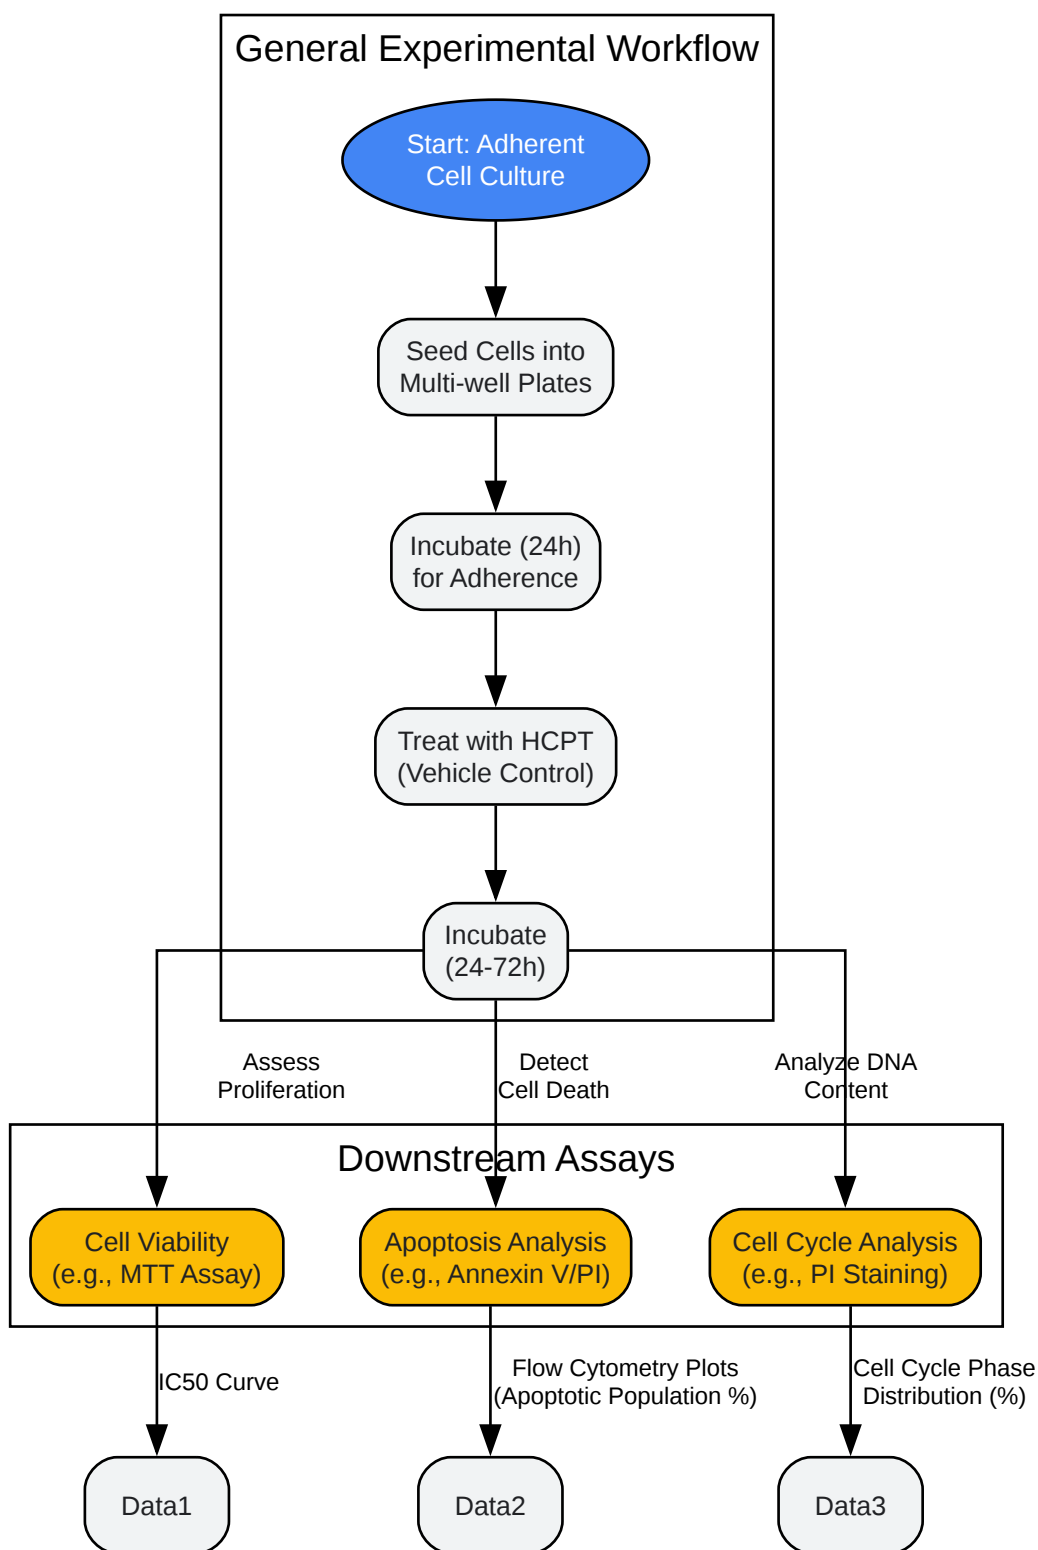 General Experimental Workflow
Start: Adherent
Cell Culture
Seed Cells into
Multi-well Plates
Incubate (24h)
for Adherence
Treat with HCPT
(Vehicle Control)
Incubate
(24-72h)
Assess
Proliferation
Detect
Cell Death
Analyze DNA
Content
Downstream Assays
Cell Viability
(e.g., MTT Assay)
Apoptosis Analysis
(e.g., Annexin V/PI)
Cell Cycle Analysis
(e.g., PI Staining)
IC50 Curve
Flow Cytometry Plots
(Apoptotic Population %)
Cell Cycle Phase
Distribution (%)
Data1
Data2
Data3